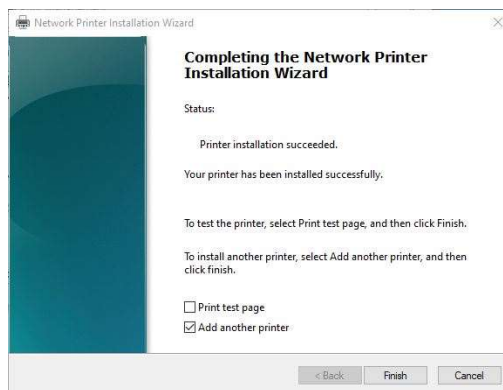 Network Printer Installation Wizard
Completing the Network Printer
Installation Wizard
Status:
Printer installation succeeded.
Your printer has been installed successfully.
To test the printer, select Print test page, and then click Finish.
To install another printer, select Add another printer, and then
click finish.
Print test page
Add another printer
< Back Finish Cancel